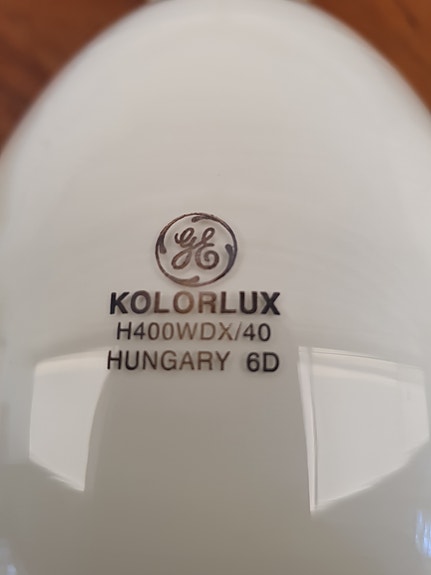 GE
KOLORLUX
H400WDX/40
HUNGARY 6D